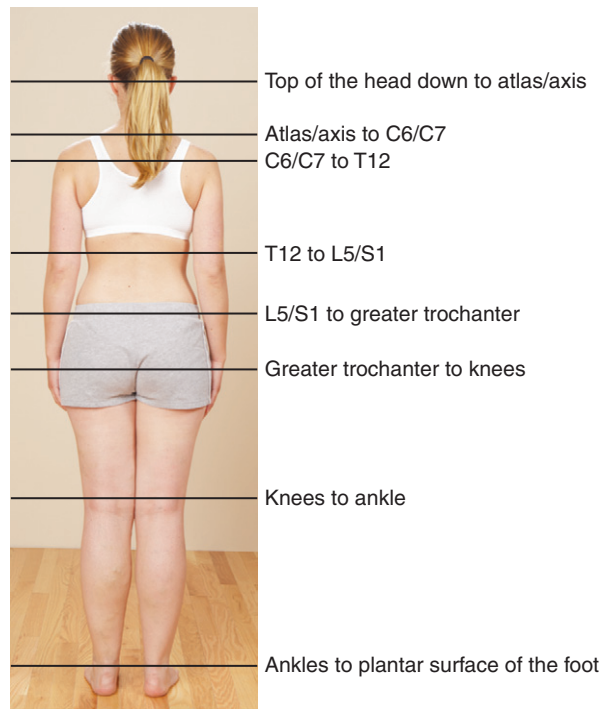 Top of the head down to atlas/axis
Atlas/axis to C6/C7
C6/C7 to T12
T12 to L5/S1
L5/S1 to greater trochanter
Greater trochanter to knees
Knees to ankle
Ankles to plantar surface of the foot